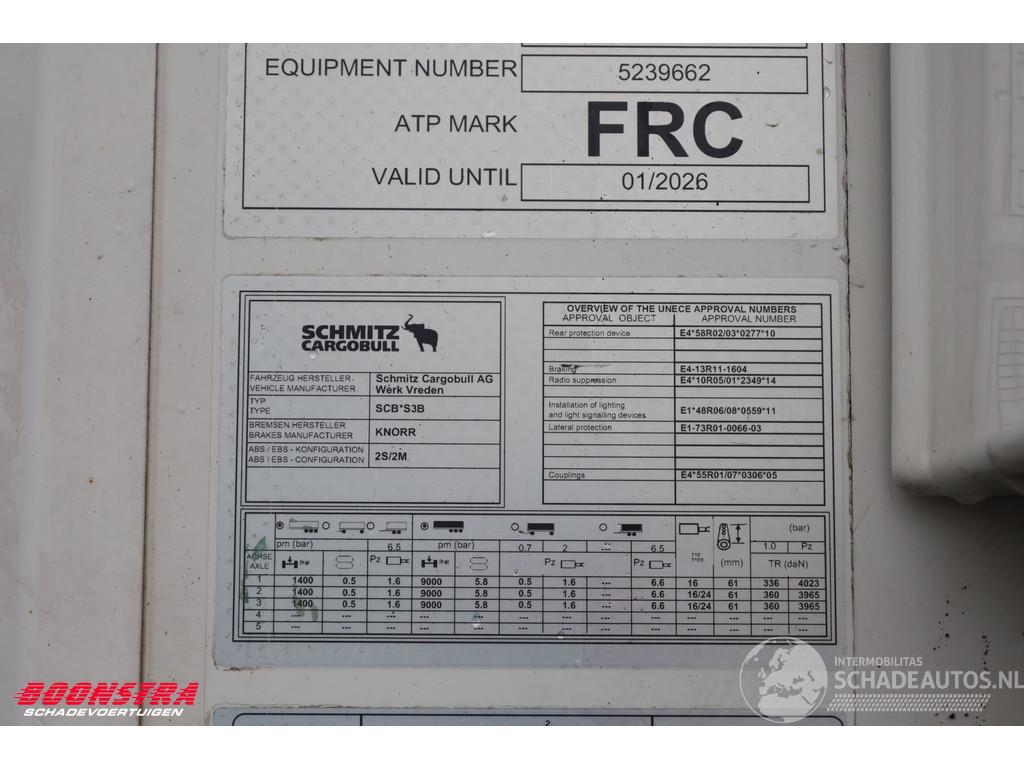 EQUIPMENT NUMBER 5239662
ATP MARK FRC
VALID UNTIL 01/2026
SCHMITZ
CARGOBULL
FAHRZEUG HERSTELLER-
VEHICLE MANUFACTURER
Schmitz Cargobull AG
Werk Vreden
TYP
TYPE
SCB*S3B
BREMSEN HERSTELLER
BRAKES MANUFACTURER
KNORR
ABS / EBS - KONFIGURATION
ABS / EBS - CONFIGURATION
2S/2M
OVERVIEW OF THE UNECE APPROVAL NUMBERS
APPROVAL OBJECT APPROVAL NUMBER
Rear protection device E4*58R02/03*0277*10
Braking E4-13R11-1604
Radio suppression E4*10R05/01*2349*14
Installation of lighting
and light signalling devices
E1*48R06/08*0559*11
Lateral protection E1-73R01-0066-03
Couplings E4*55R01/07*0306*05
(bar)
pm (bar) 6.5 pm (bar) 0.7 2 --- 6.5 1.0 Pz
ACHSE
AXLE
Pz Pz Pz TYP
TYPE
(mm) TR (daN)
1 1400 0.5 1.6 9000 5.8 0.5 1.6 --- 6.6 16 61 336 4023
2 1400 0.5 1.6 9000 5.8 0.5 1.6 --- 6.6 16/24 61 360 3965
3 1400 0.5 1.6 9000 5.8 0.5 1.6 --- 6.6 16/24 61 360 3965
4 --- --- --- --- --- --- --- --- --- --- --- --- ---
5 --- --- --- --- --- --- --- --- --- --- --- --- ---
BOONSTRA
SCHADEVOERTUIGEN
INTERMOBILITAS
SCHADEAUTOS.NL